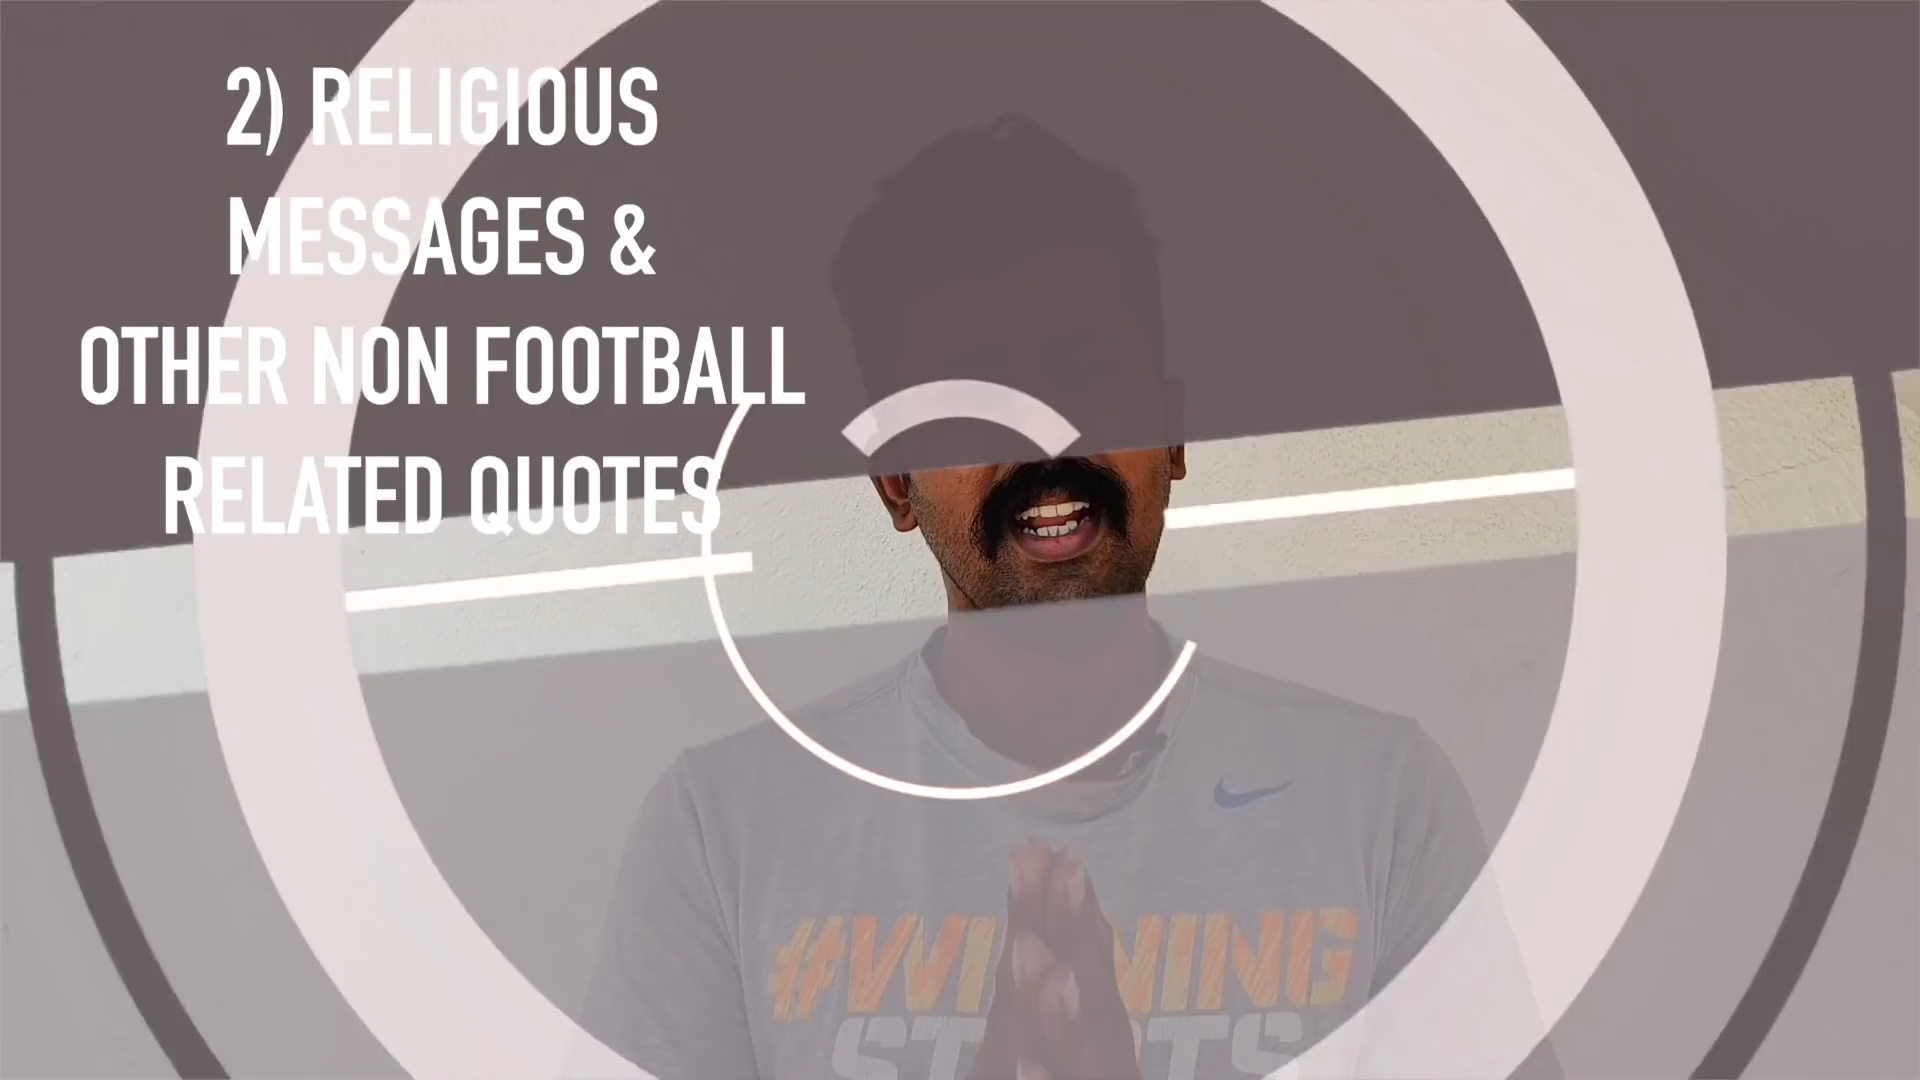 2) RELIGIOUS
MESSAGES &
OTHER NON FOOTBALL
RELATED QUOTES